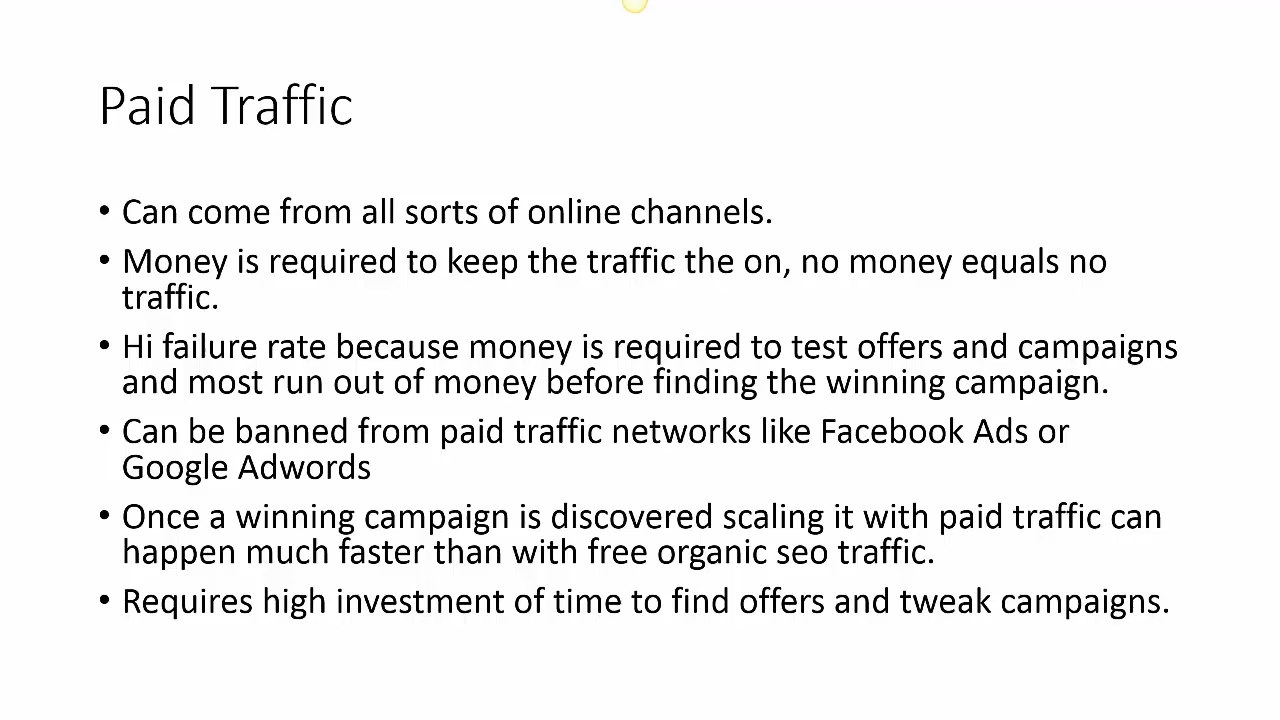 Paid Traffic
• Can come from all sorts of online channels.
• Money is required to keep the traffic the on, no money equals no
traffic.
• Hi failure rate because money is required to test offers and campaigns
and most run out of money before finding the winning campaign.
• Can be banned from paid traffic networks like Facebook Ads or
Google Adwords
• Once a winning campaign is discovered scaling it with paid traffic can
happen much faster than with free organic seo traffic.
• Requires high investment of time to find offers and tweak campaigns.